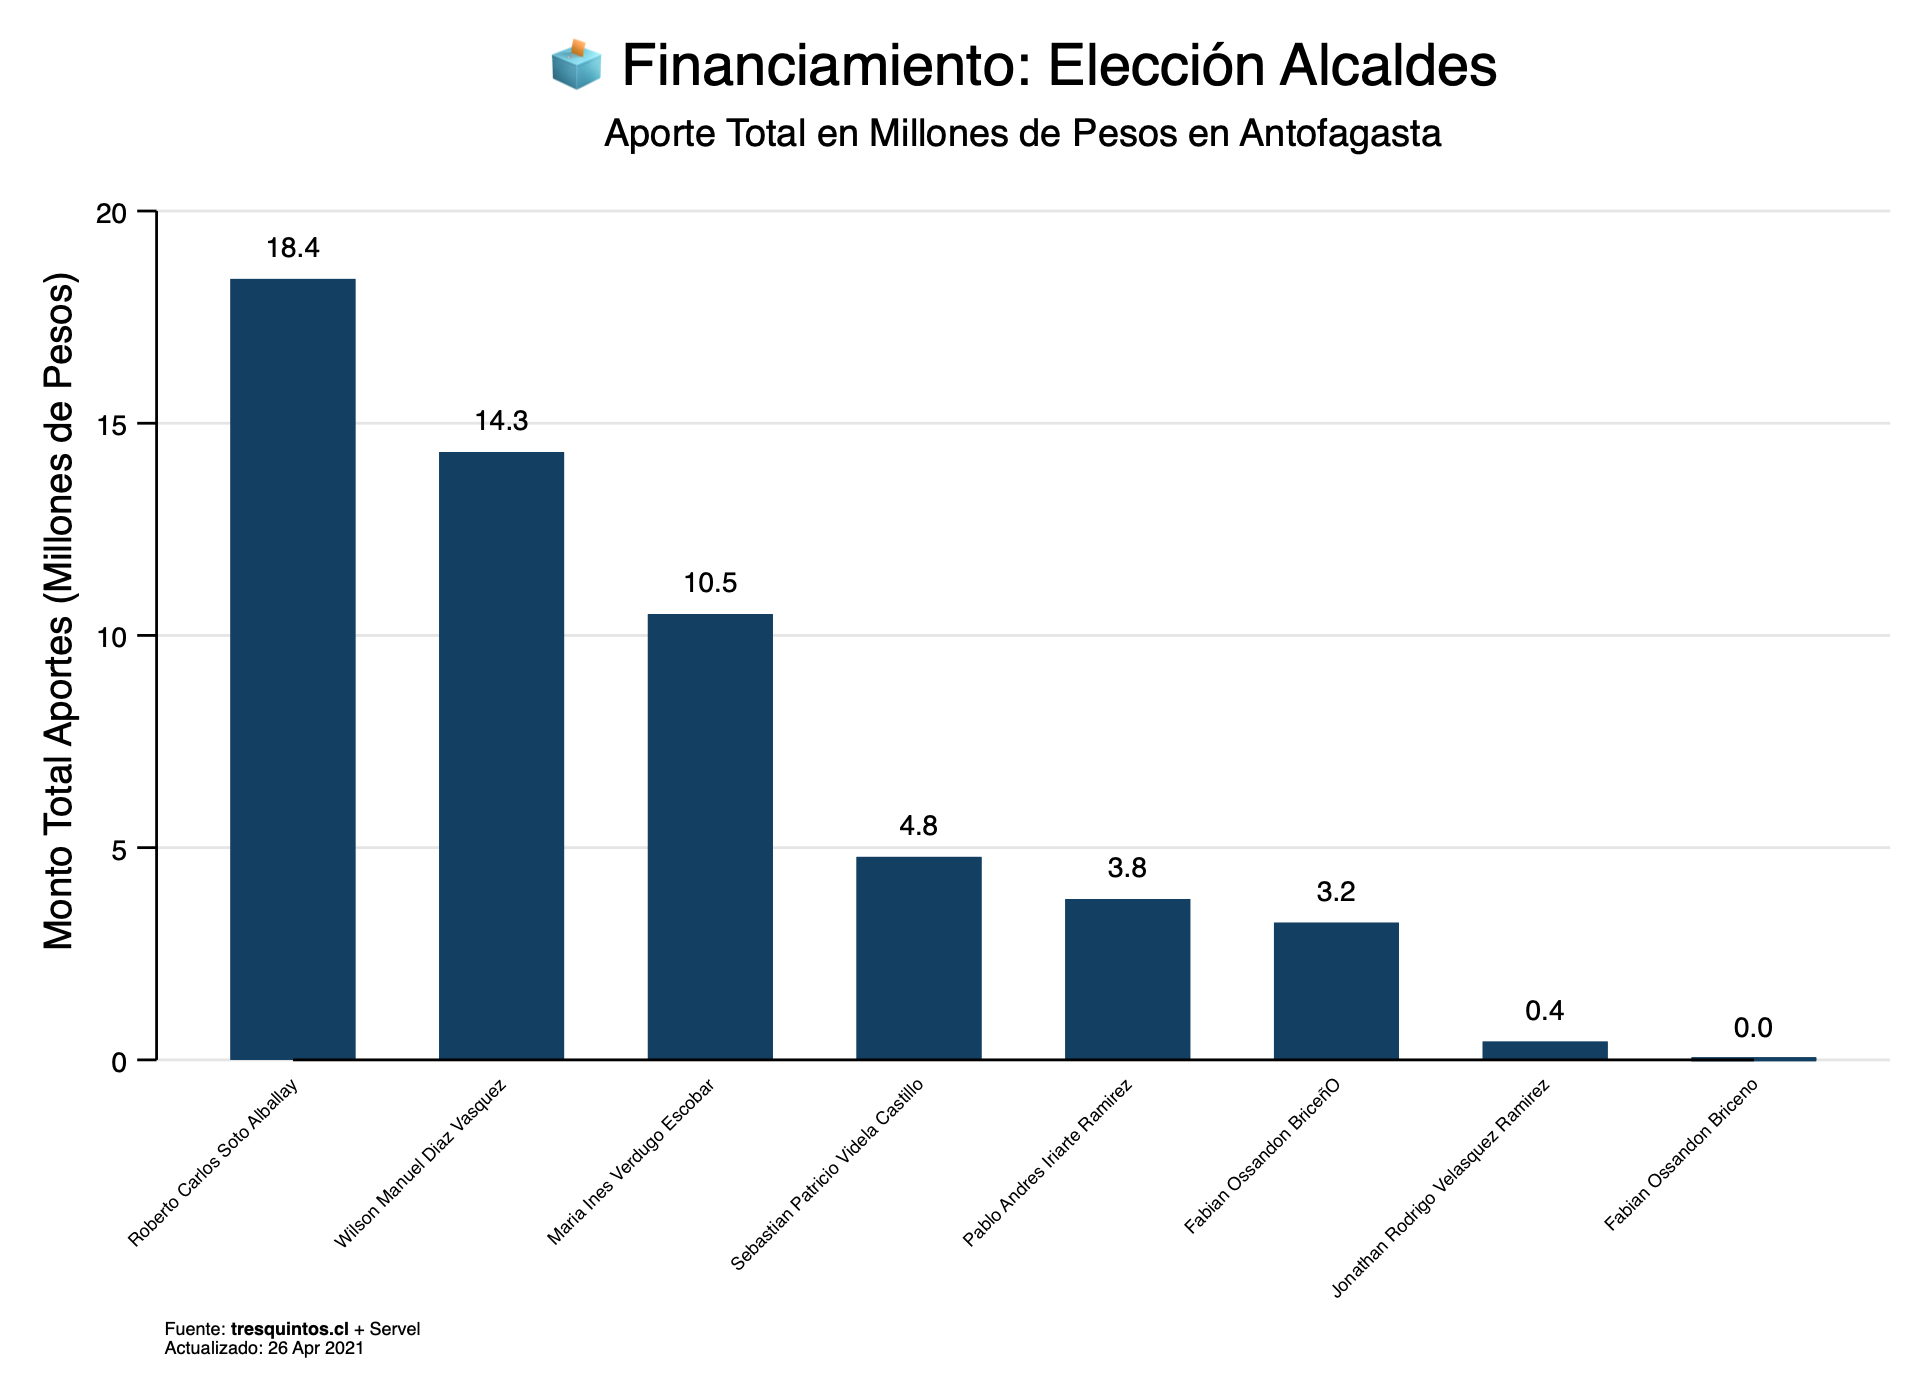 Financiamiento: Elección Alcaldes
Aporte Total en Millones de Pesos en Antofagasta
Monto Total Aportes (Millones de Pesos)
20
15
10
5
0
18.4
14.3
10.5
4.8
3.8
3.2
0.4
0.0
Roberto Carlos Soto Alballay
Wilson Manuel Diaz Vasquez
Maria Ines Verdugo Escobar
Sebastian Patricio Videla Castillo
Pablo Andres Iriarte Ramirez
Fabian Ossandon BriceñO
Jonathan Rodrigo Velasquez Ramirez
Fabian Ossandon Briceno
Fuente: tresquintos.cl + Servel
Actualizado: 26 Apr 2021